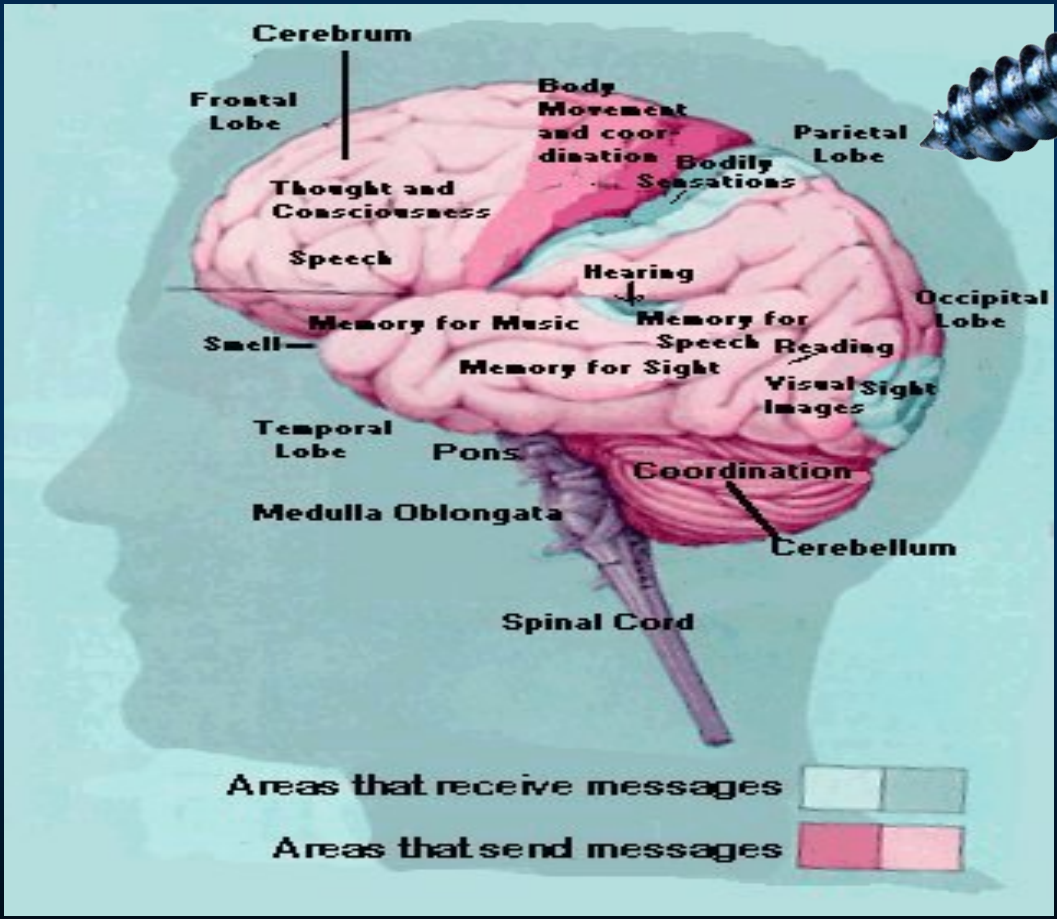 Cerebrum
Frontal
Lobe
Body
Movement
and coor-
dination
Parietal
Lobe
Bodily
Sensations
Thought and
Consciousness
Speech
Hearing
Occipital
Lobe
Memory for Music
Memory for
Speech
Reading
Smell
Memory for Sight
Visual
Images
Sight
Temporal
Lobe
Pons
Coordination
Medulla Oblongata
Cerebellum
Spinal Cord
Areas that receive messages
Areas that send messages